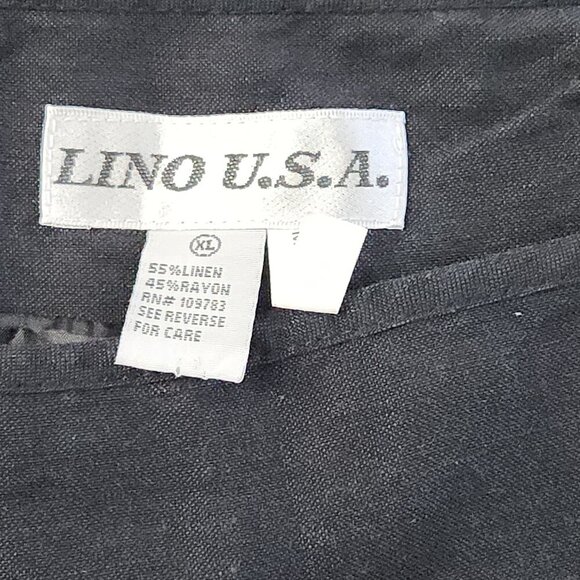 LINO U.S.A.
XL
55%LINEN
45%RAYON
RN# 109783
SEE REVERSE
FOR CARE